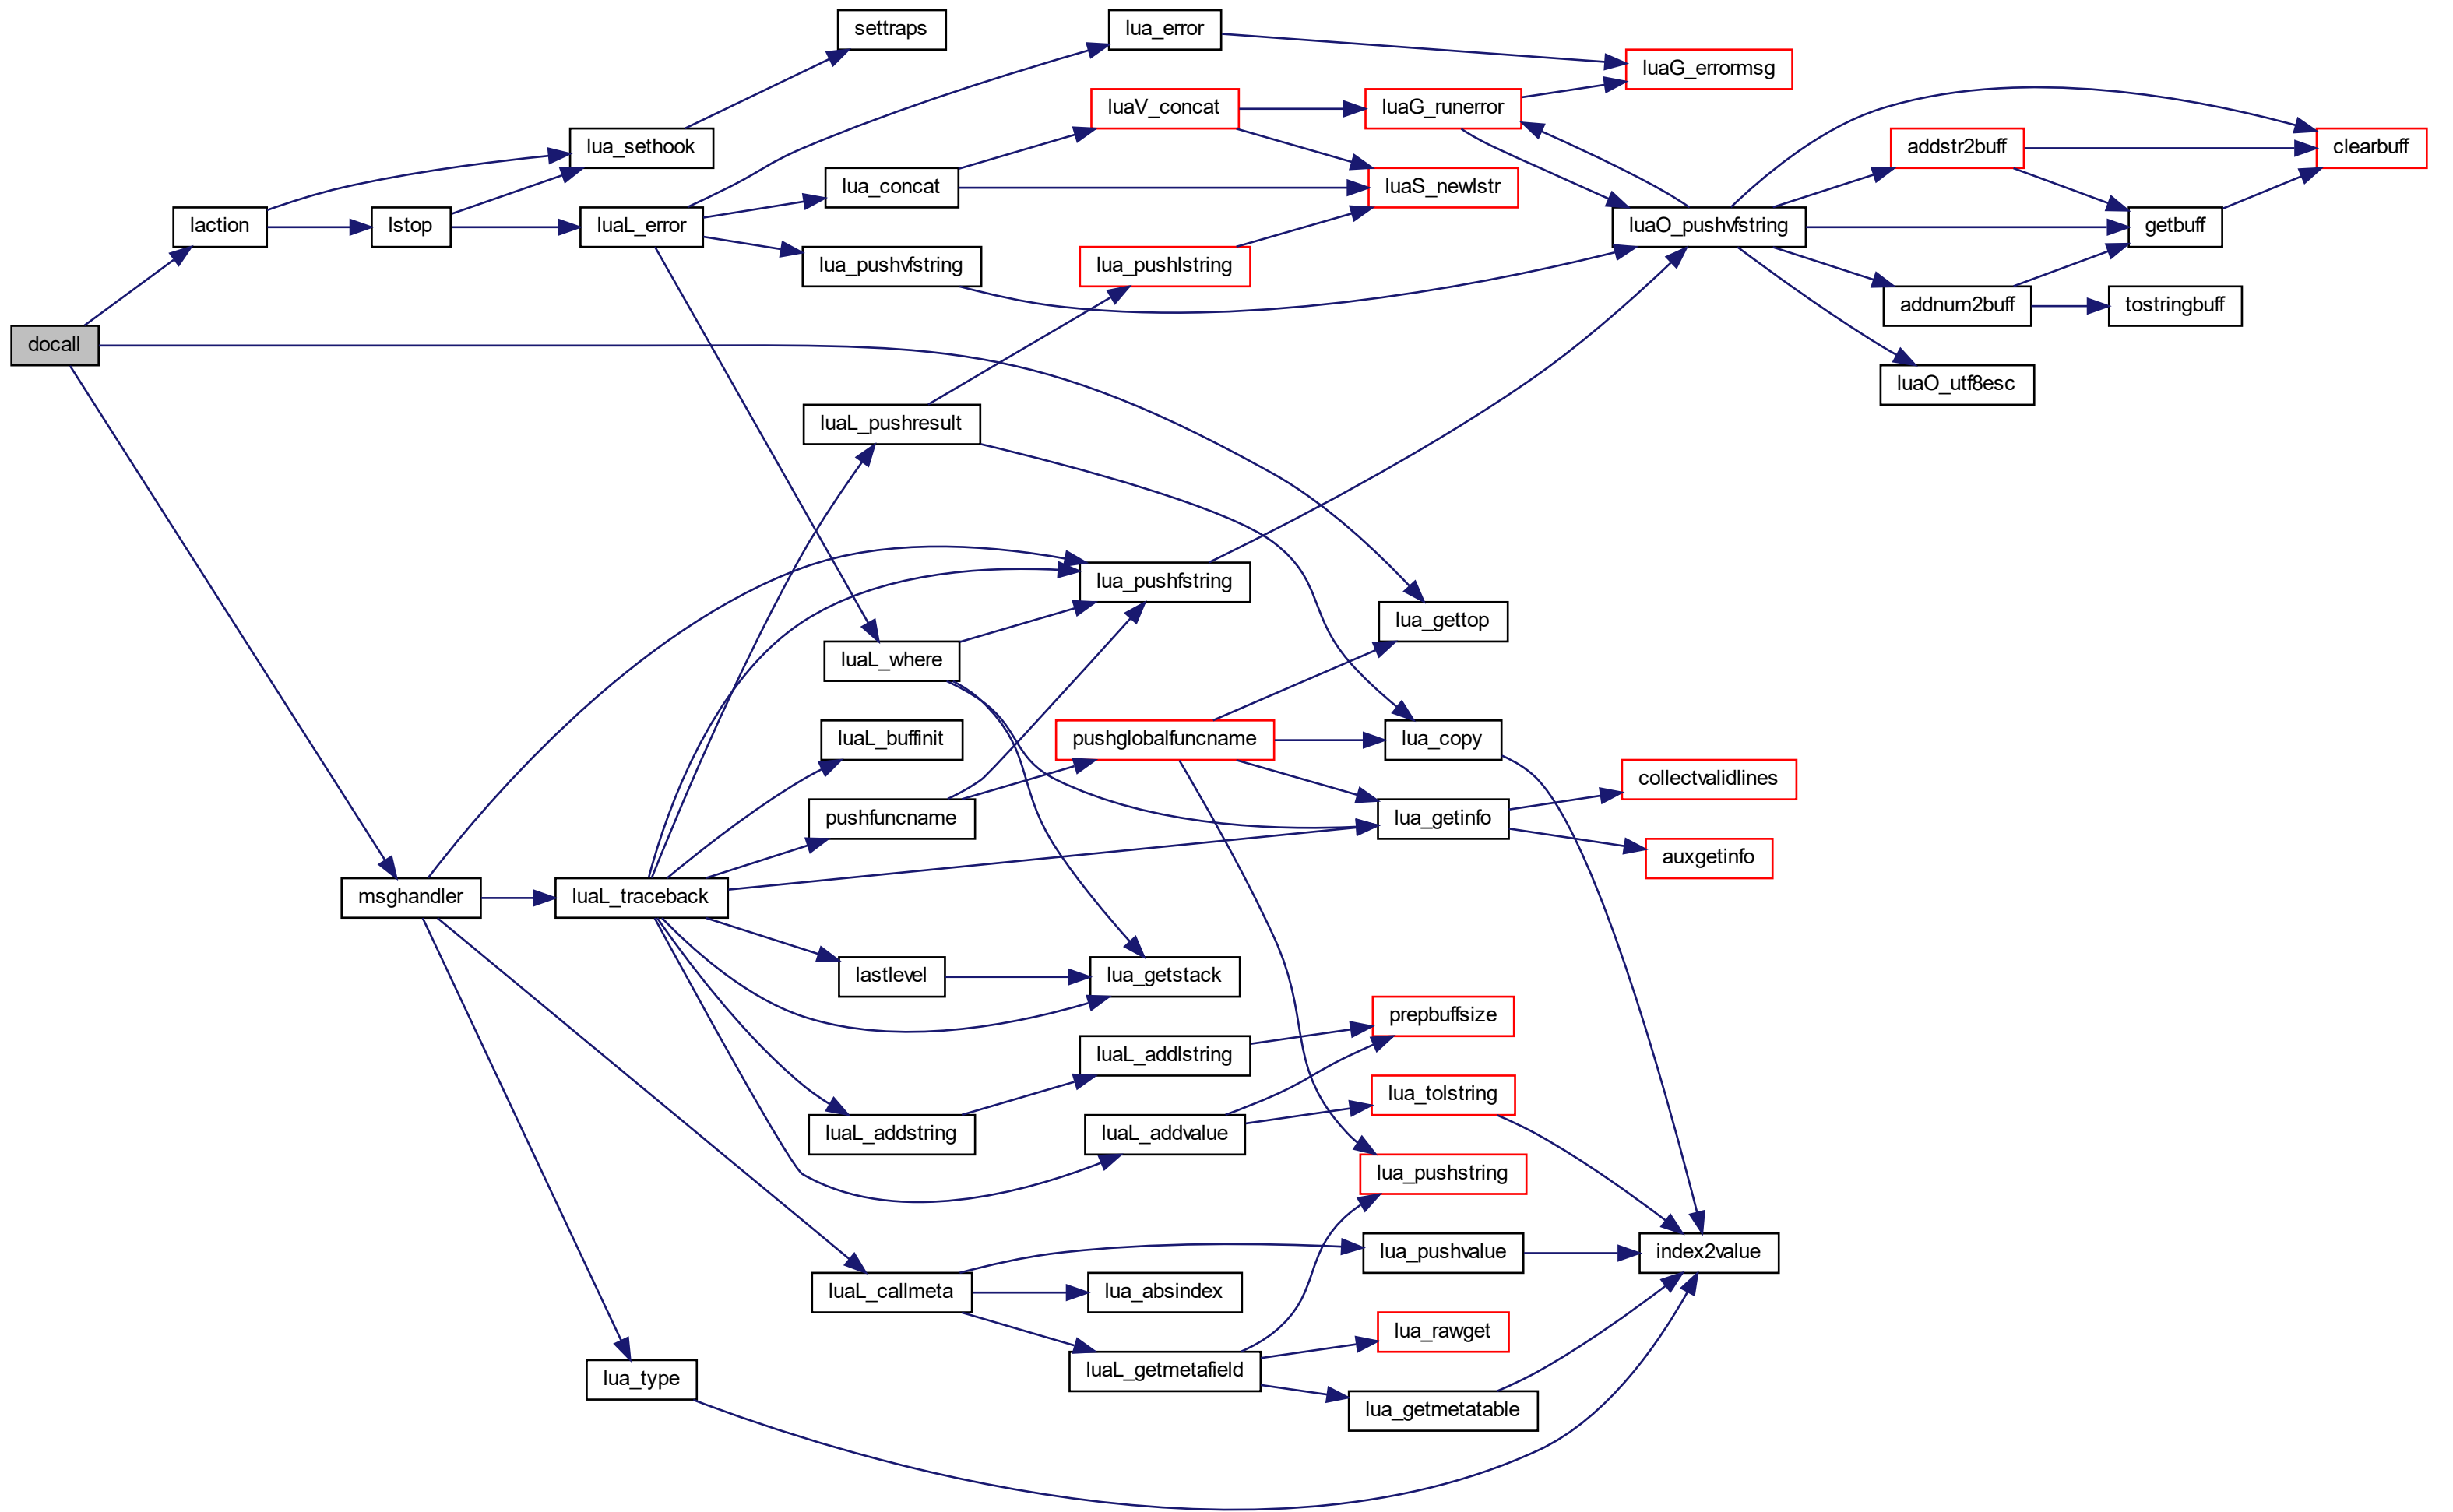 settraps
lua_error
luaG_errormsg
luaV_concat
luaG_runerror
lua_sethook
addstr2buff
clearbuff
lua_concat
luaS_newlstr
laction
lstop
luaL_error
luaO_pushvfstring
getbuff
lua_pushvfstring
lua_pushlstring
addnum2buff
tostringbuff
docall
luaO_utf8esc
luaL_pushresult
lua_pushfstring
lua_gettop
luaL_where
luaL_buffinit
pushglobalfuncname
lua_copy
collectvalidlines
pushfuncname
lua_getinfo
auxgetinfo
msghandler
luaL_traceback
lastlevel
lua_getstack
prepbuffsize
luaL_addlstring
lua_tolstring
luaL_addstring
luaL_addvalue
lua_pushstring
lua_pushvalue
index2value
luaL_callmeta
lua_absindex
lua_rawget
luaL_getmetafield
lua_type
lua_getmetatable